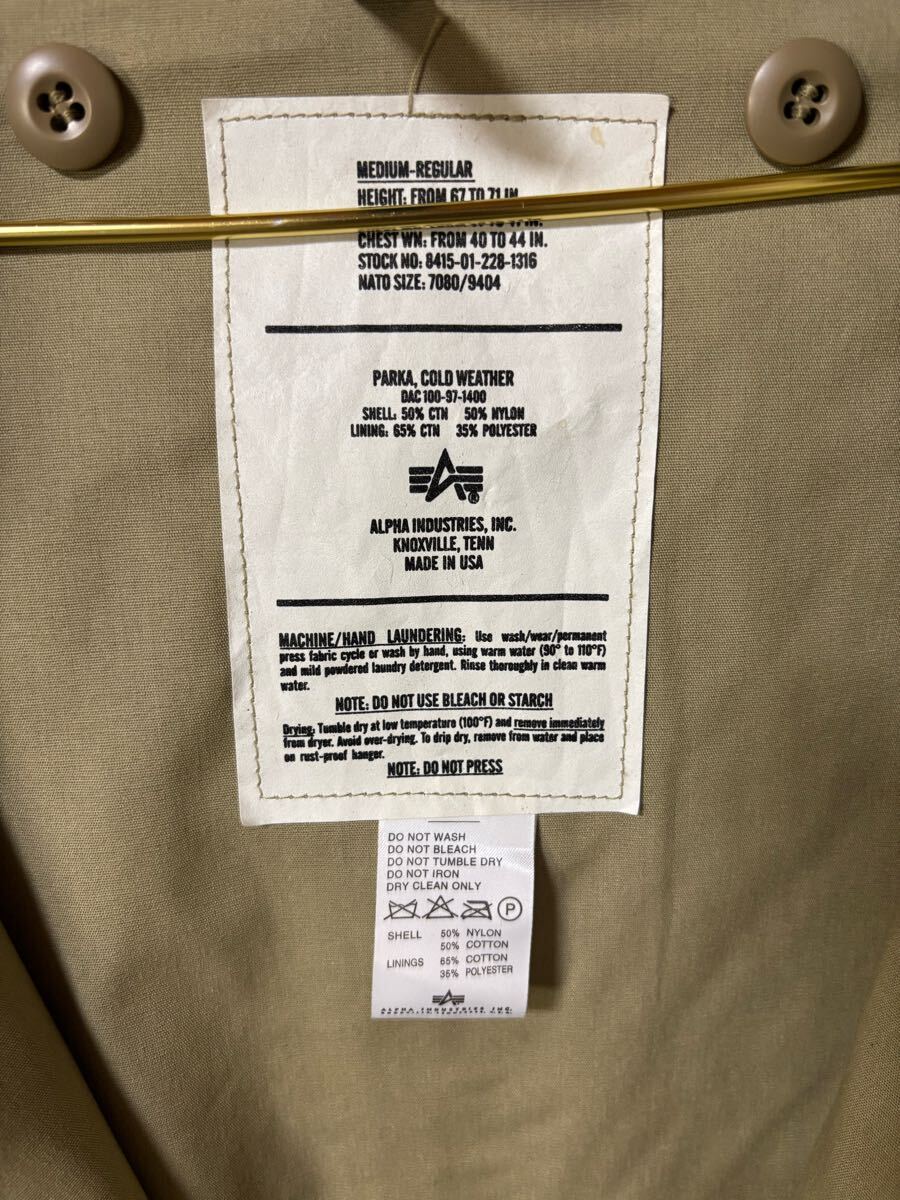 MEDIUM-REGULAR
HEIGHT: FROM 67 TO 71 IN.
CHEST WN: FROM 40 TO 44 IN.
STOCK NO: 8415-01-228-1316
NATO SIZE: 7080/9404
PARKA, COLD WEATHER
DAC 100-97-1400
SHELL: 50% CTN 50% NYLON
LINING: 65% CTN 35% POLYESTER
®
ALPHA INDUSTRIES, INC.
KNOXVILLE, TENN
MADE IN USA
MACHINE/HAND LAUNDERING: Use wash/wear/permanent
press fabric cycle or wash by hand, using warm water (90° to 110°F)
and mild powdered laundry detergent. Rinse thoroughly in clean warm
water.
NOTE: DO NOT USE BLEACH OR STARCH
Drying: Tumble dry at low temperature (100°F) and remove immediately
from dryer. Avoid over-drying. To drip dry, remove from water and place
on rust-proof hanger.
NOTE: DO NOT PRESS
DO NOT WASH
DO NOT BLEACH
DO NOT TUMBLE DRY
DO NOT IRON
DRY CLEAN ONLY
P
SHELL 50% NYLON
50% COTTON
LININGS 65% COTTON
35% POLYESTER
ALPHA INDUSTRIES INC.